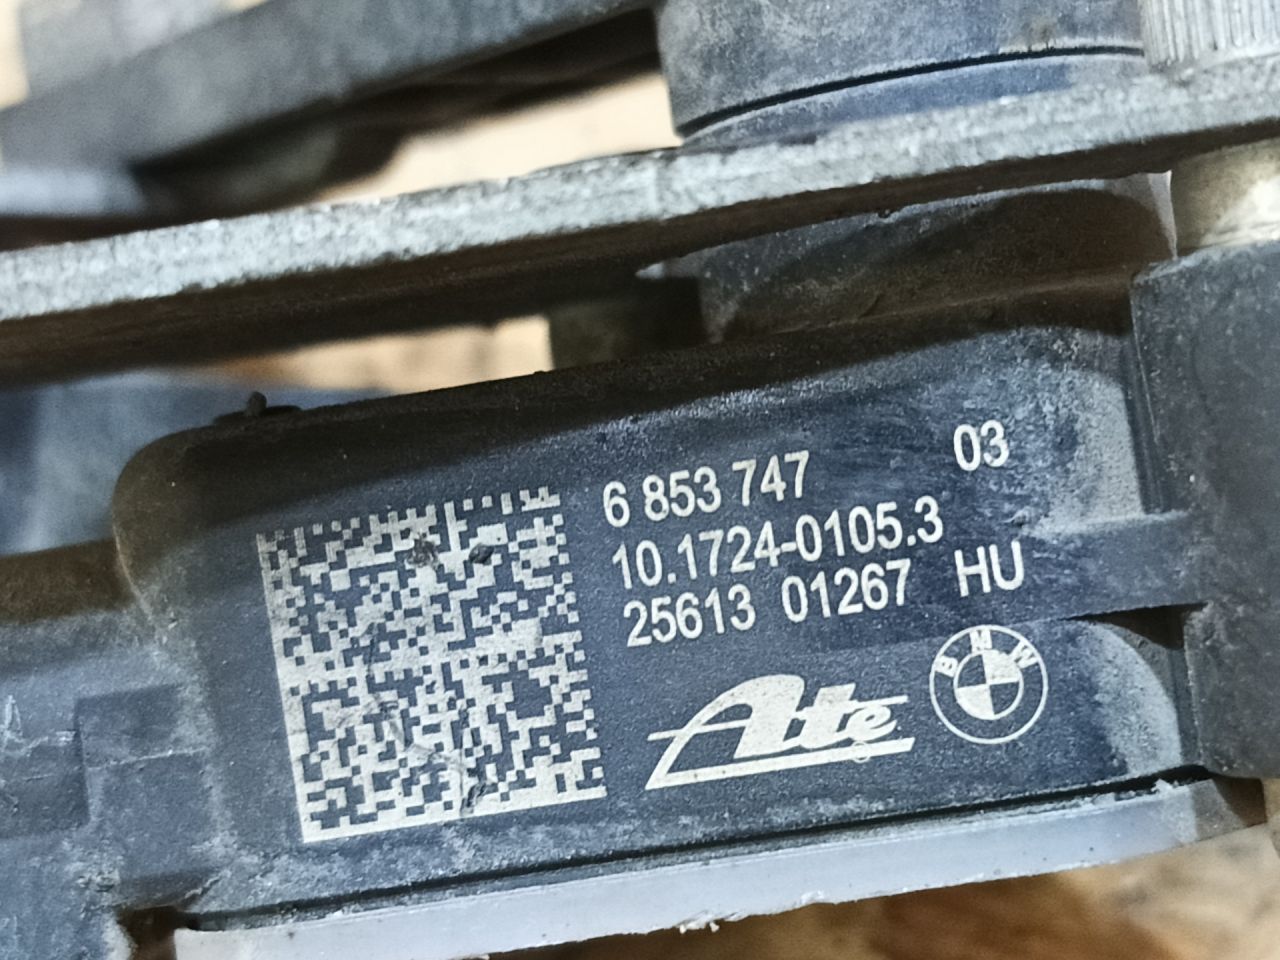 6 853 747 03
10.1724-0105.3
25613 01267 HU
Ate
BMW